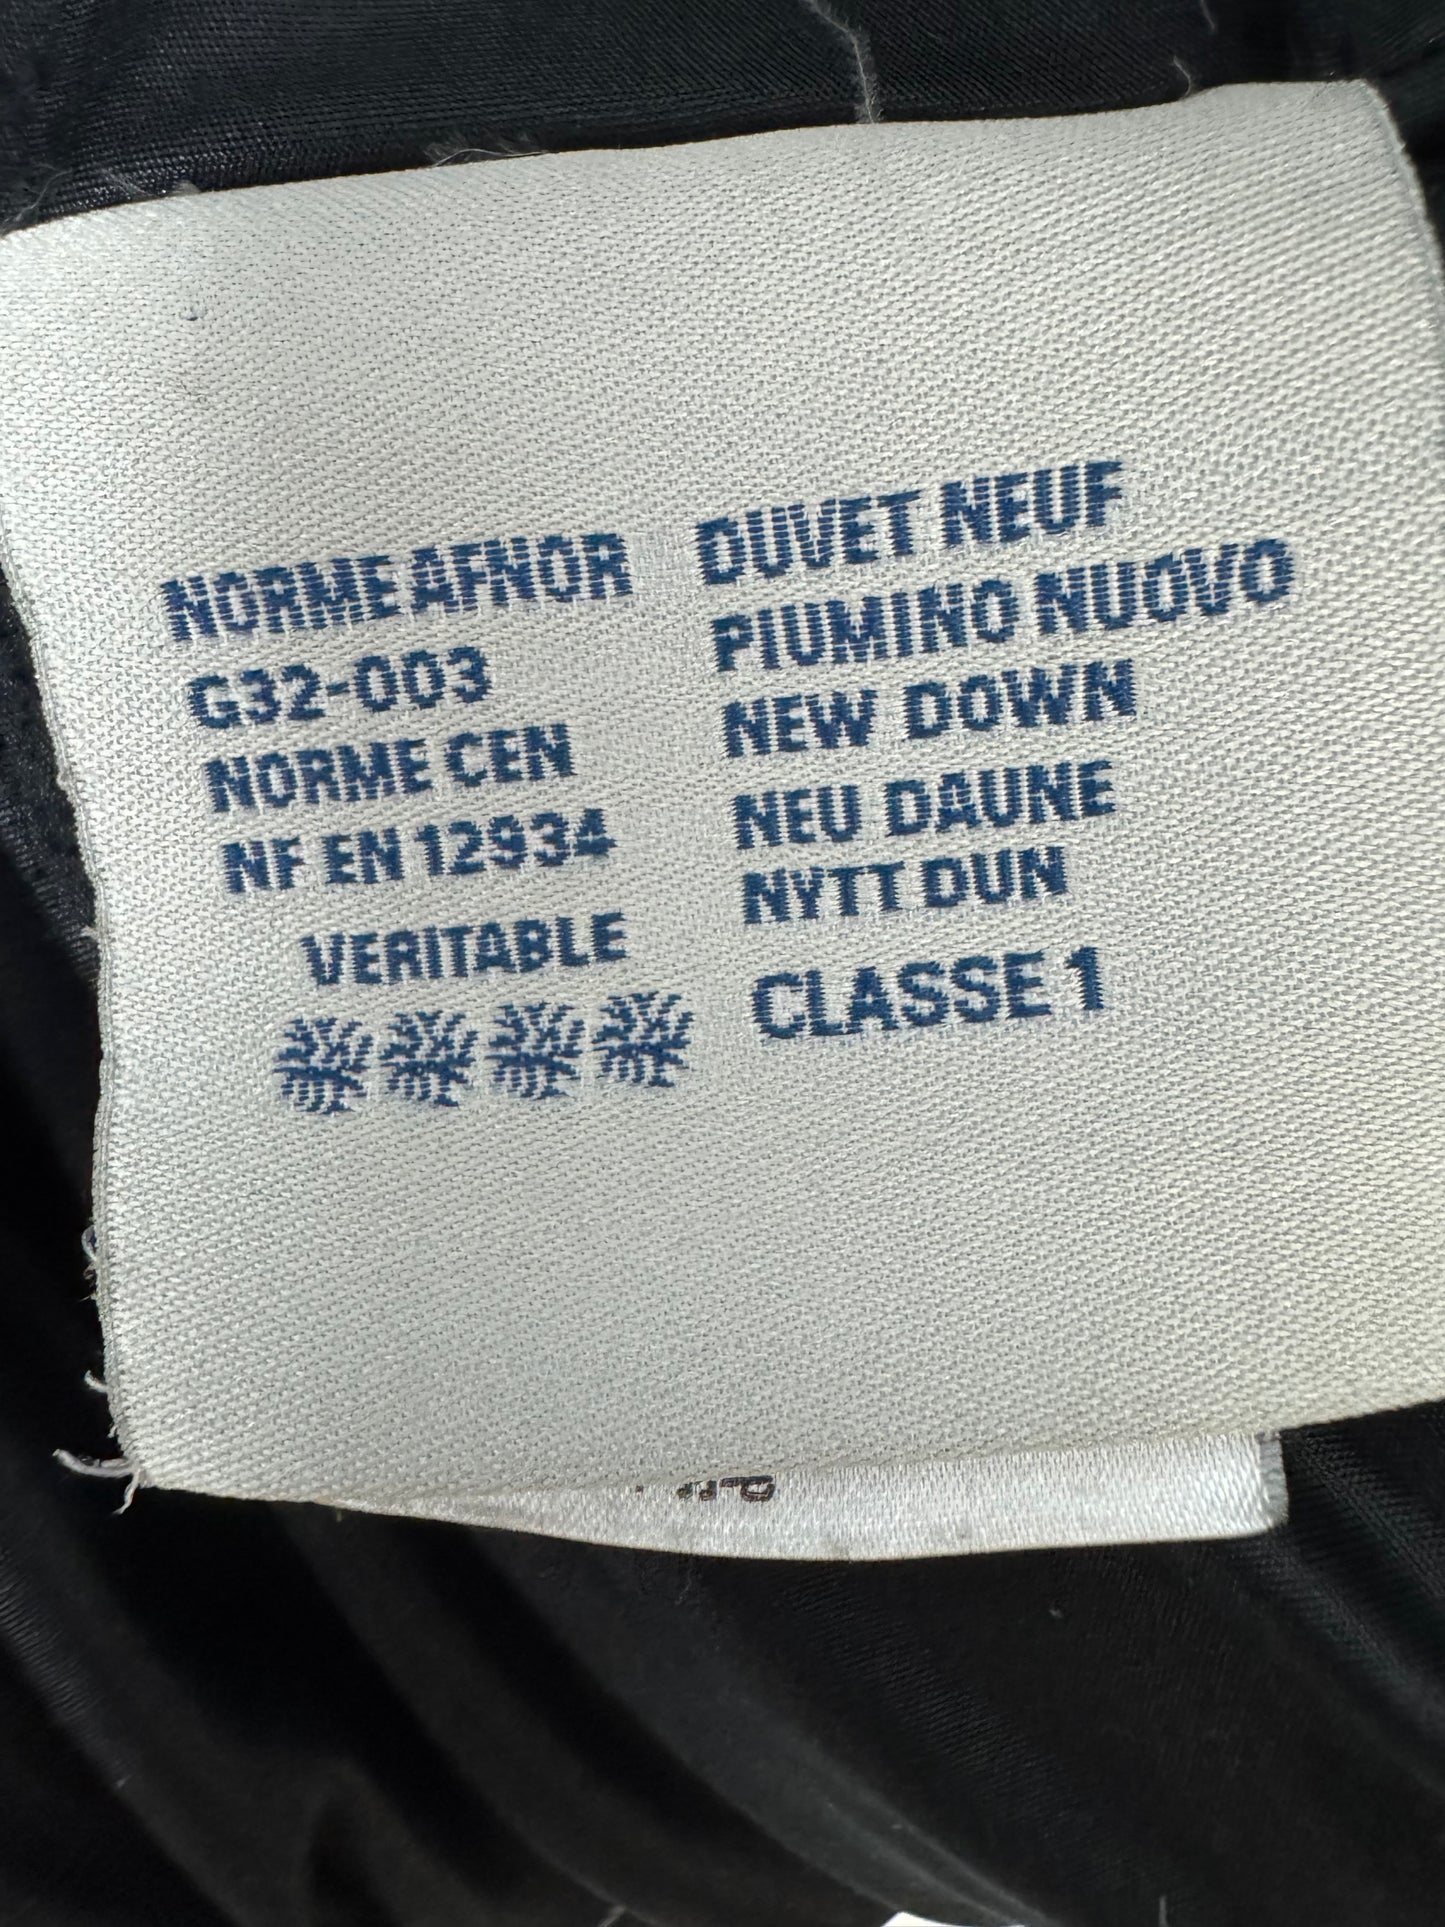 NORME AFNOR
G32-003
NORME CEN
NF EN 12934
VERITABLE
DUVET NEUF
PIUMINO NUOVO
NEW DOWN
NEU DAUNE
NYTT DUN
CLASSE 1